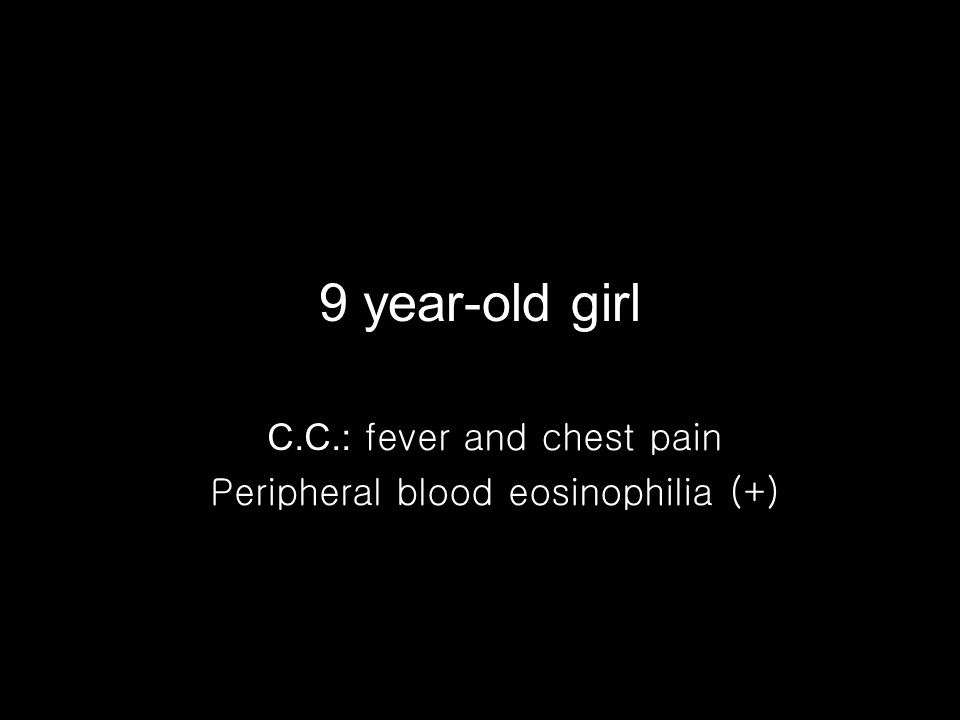 9 year-old girl
C.C.: fever and chest pain
Peripheral blood eosinophilia (+)